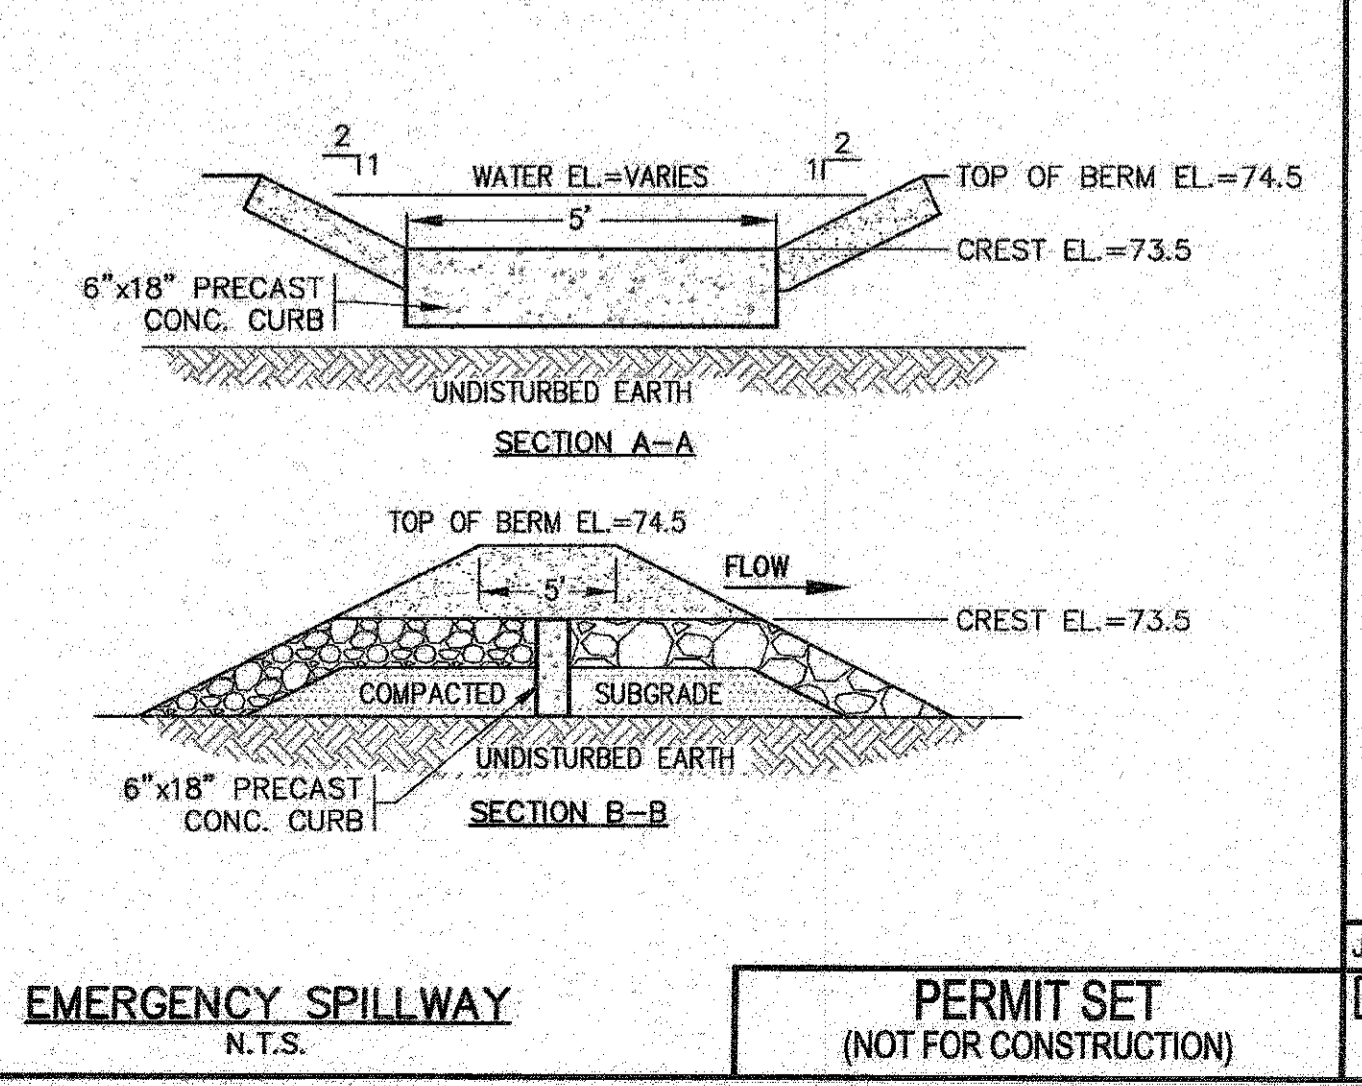 2
1
WATER EL.=VARIES
2
1
TOP OF BERM EL.=74.5
5'
CREST EL.=73.5
6"x18" PRECAST
CONC. CURB
UNDISTURBED EARTH
SECTION A-A
TOP OF BERM EL.=74.5
FLOW
5'
CREST EL.=73.5
COMPACTED SUBGRADE
UNDISTURBED EARTH
6"x18" PRECAST
CONC. CURB
SECTION B-B
EMERGENCY SPILLWAY
N.T.S.
PERMIT SET
(NOT FOR CONSTRUCTION)